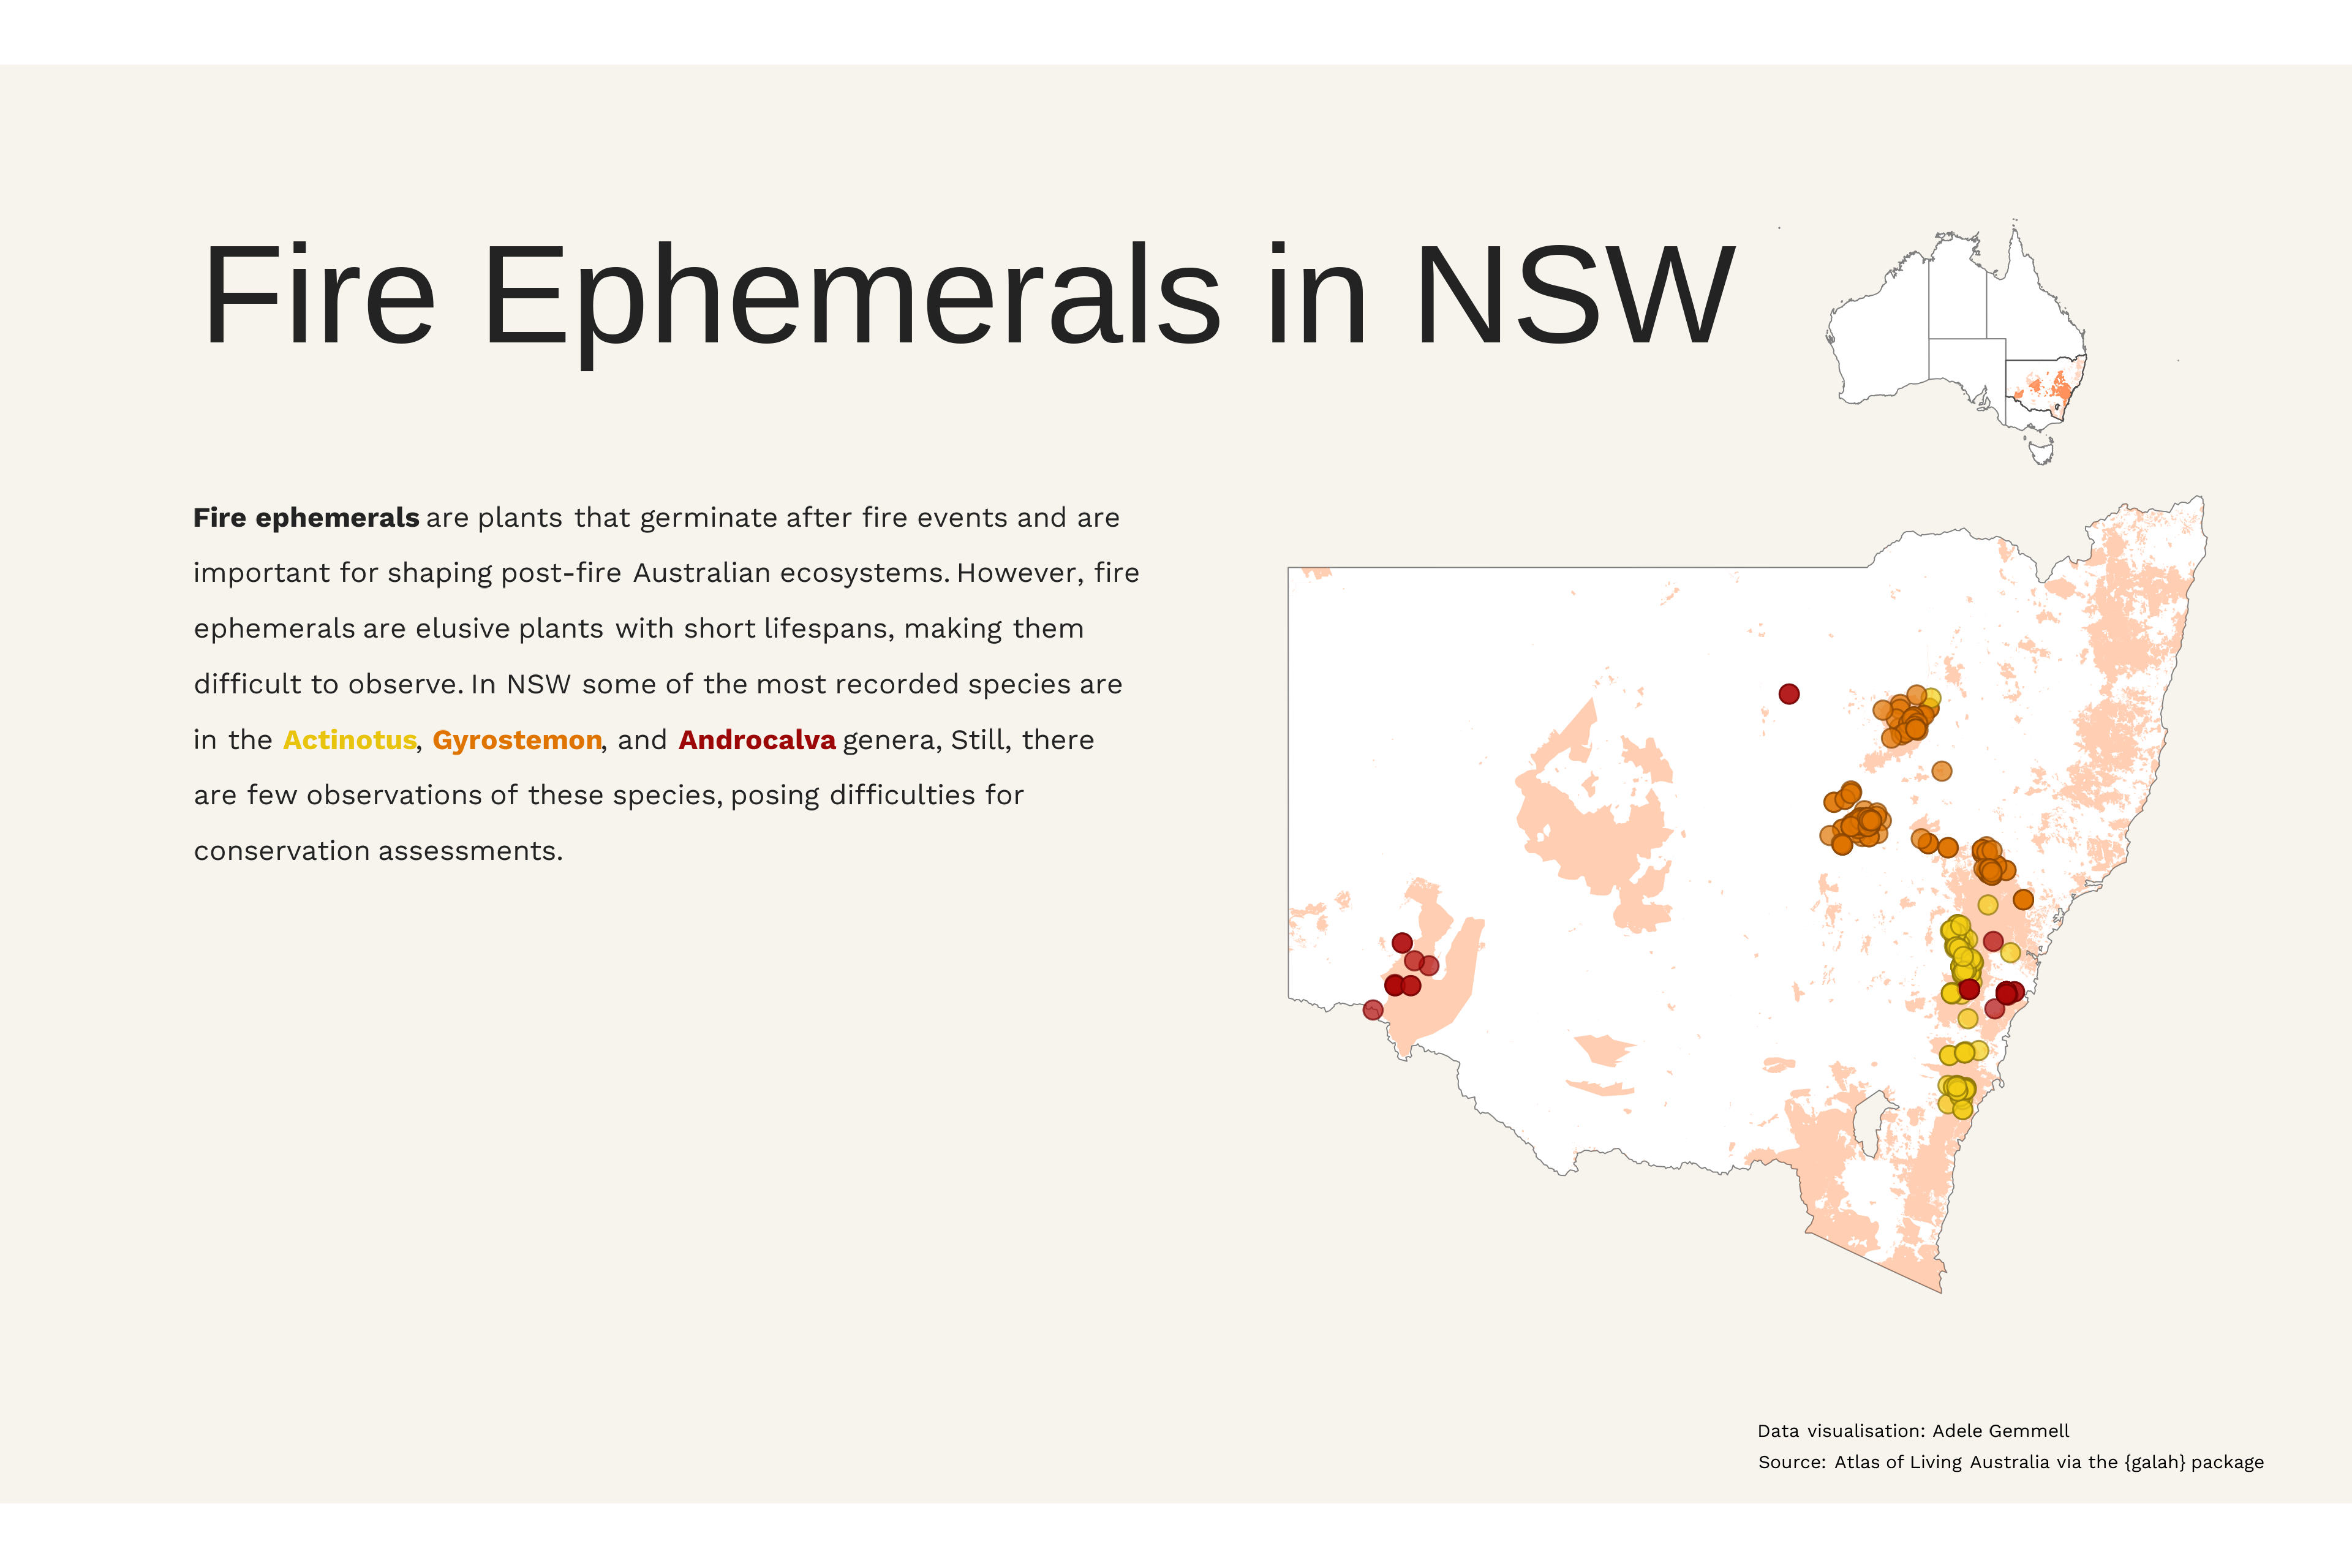 Fire Ephemerals in NSW
Fire ephemerals are plants that germinate after fire events and are
important for shaping post-fire Australian ecosystems. However, fire
ephemerals are elusive plants with short lifespans, making them
difficult to observe. In NSW some of the most recorded species are
in the Actinotus, Gyrostemon, and Androcalva genera, Still, there
are few observations of these species, posing difficulties for
conservation assessments.
Data visualisation: Adele Gemmell
Source: Atlas of Living Australia via the {galah} package